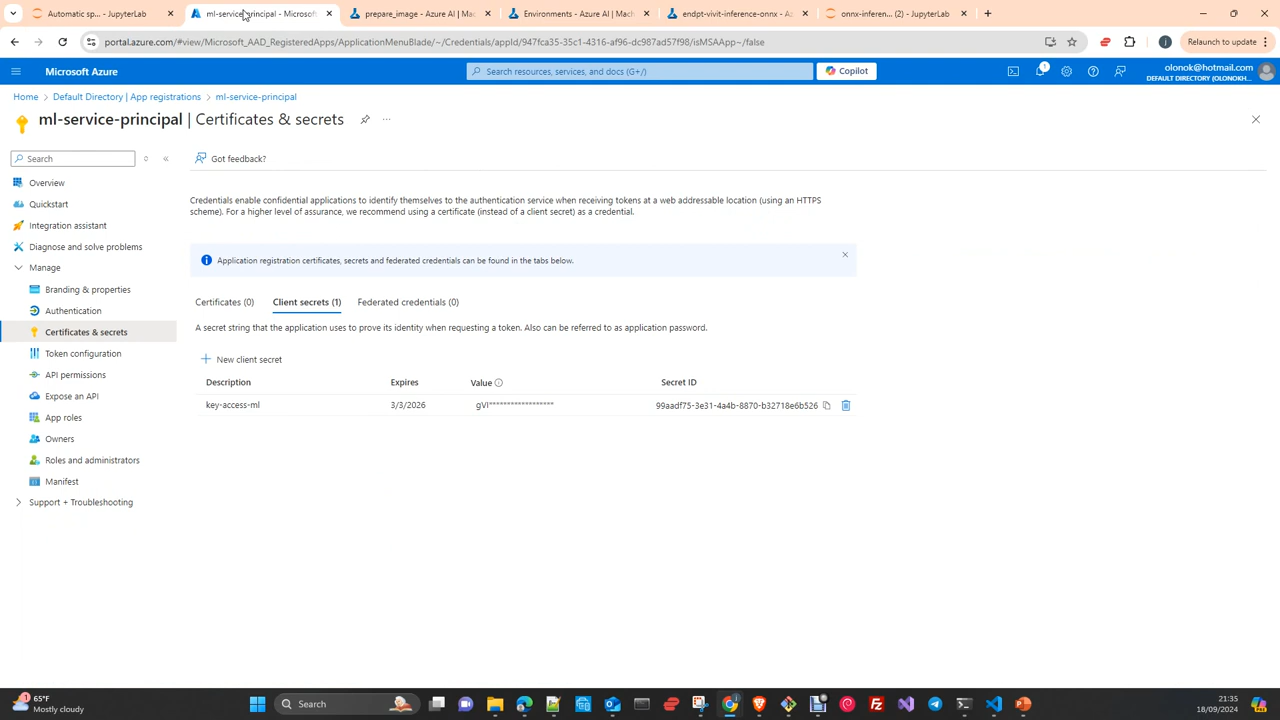 Automatic sp... - JupyterLab
ml-service-principal - Microsoft
prepare_image - Azure AI | Mac
Environments - Azure AI | Mach
endpt-vivit-inference-onnx - Az
onnx-inferen... (2) - JupyterLab
portal.azure.com/#view/Microsoft_AAD_RegisteredApps/ApplicationMenuBlade/~/Credentials/appId/947fca35-35c1-4316-af96-dc987ad57f98/isMSAApp~/false
Relaunch to update
Microsoft Azure
Search resources, services, and docs (G+/)
Copilot
1
olonok@hotmail.com
DEFAULT DIRECTORY (OLONOKH...
Home > Default Directory | App registrations > ml-service-principal
ml-service-principal | Certificates & secrets
Search
Got feedback?
Overview
Quickstart
Integration assistant
Diagnose and solve problems
Manage
Branding & properties
Authentication
Certificates & secrets
Token configuration
API permissions
Expose an API
App roles
Owners
Roles and administrators
Manifest
Support + Troubleshooting
Credentials enable confidential applications to identify themselves to the authentication service when receiving tokens at a web addressable location (using an HTTPS
scheme). For a higher level of assurance, we recommend using a certificate (instead of a client secret) as a credential.
Application registration certificates, secrets and federated credentials can be found in the tabs below.
Certificates (0) Client secrets (1) Federated credentials (0)
A secret string that the application uses to prove its identity when requesting a token. Also can be referred to as application password.
New client secret
Description Expires Value Secret ID
key-access-ml 3/3/2026 gVI****************** 99aadf75-3e31-4a4b-8870-b32718e6b526
1
65°F
Mostly cloudy
Search
21:35
18/09/2024